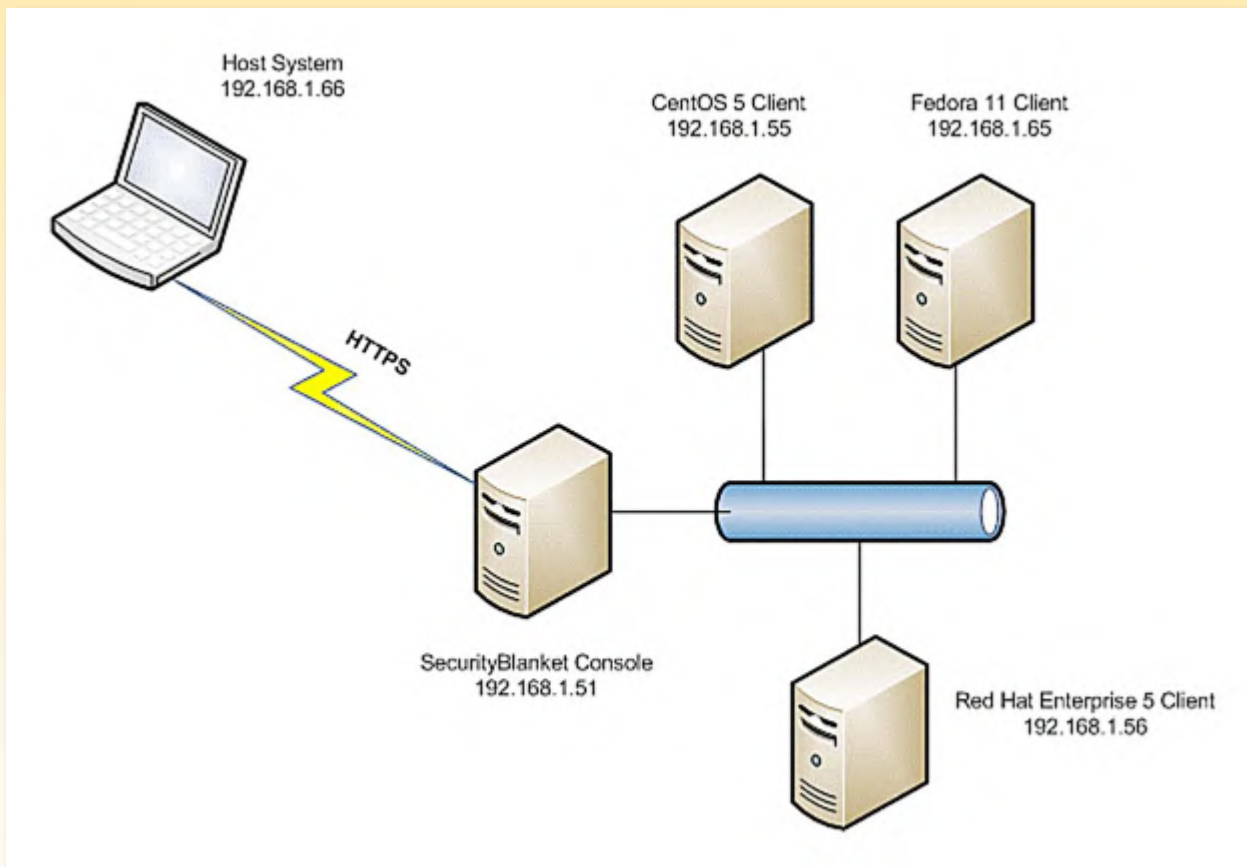 Host System
192.168.1.66
CentOS 5 Client
192.168.1.55
Fedora 11 Client
192.168.1.65
HTTPS
SecurityBlanket Console
192.168.1.51
Red Hat Enterprise 5 Client
192.168.1.56